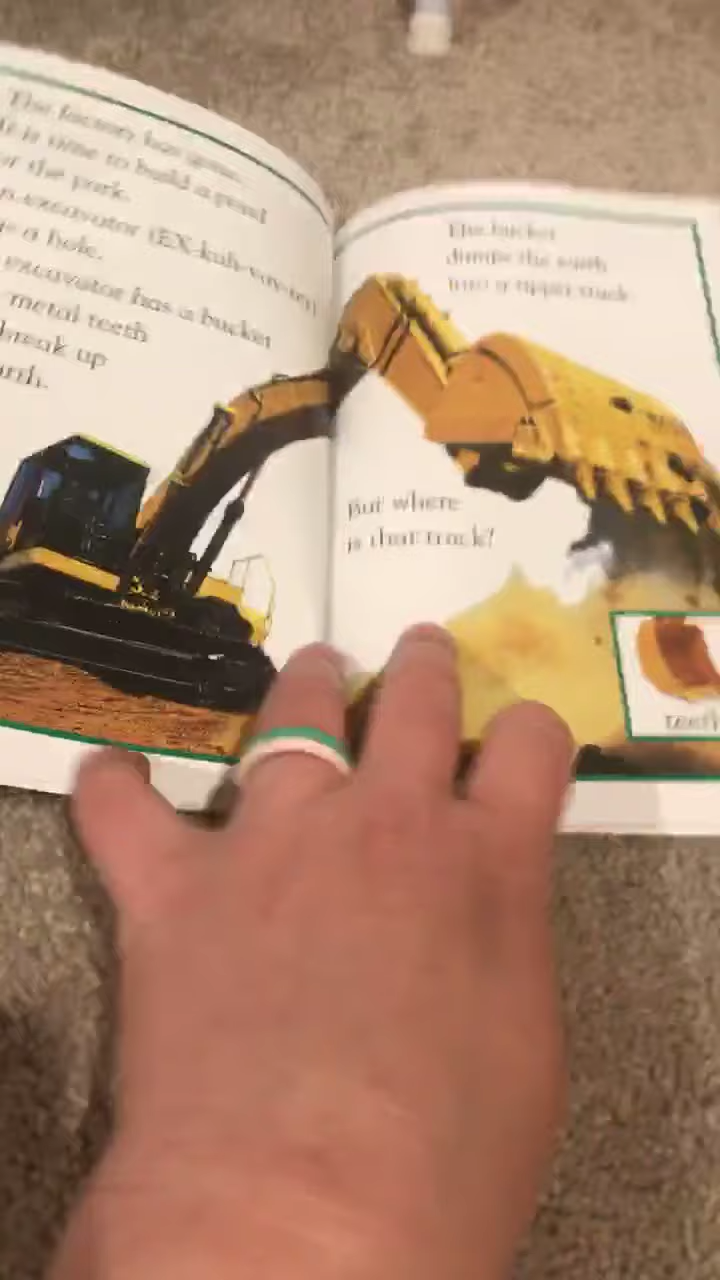 The factory has gone.
It is time to build a pond
for the park.
an excavator (EX-kuh-vay-ter)
a hole.
excavator has a bucket
metal teeth
break up
earth.
The bucket
dumps the earth
into a tipper truck.
But where
is that truck?
teeth